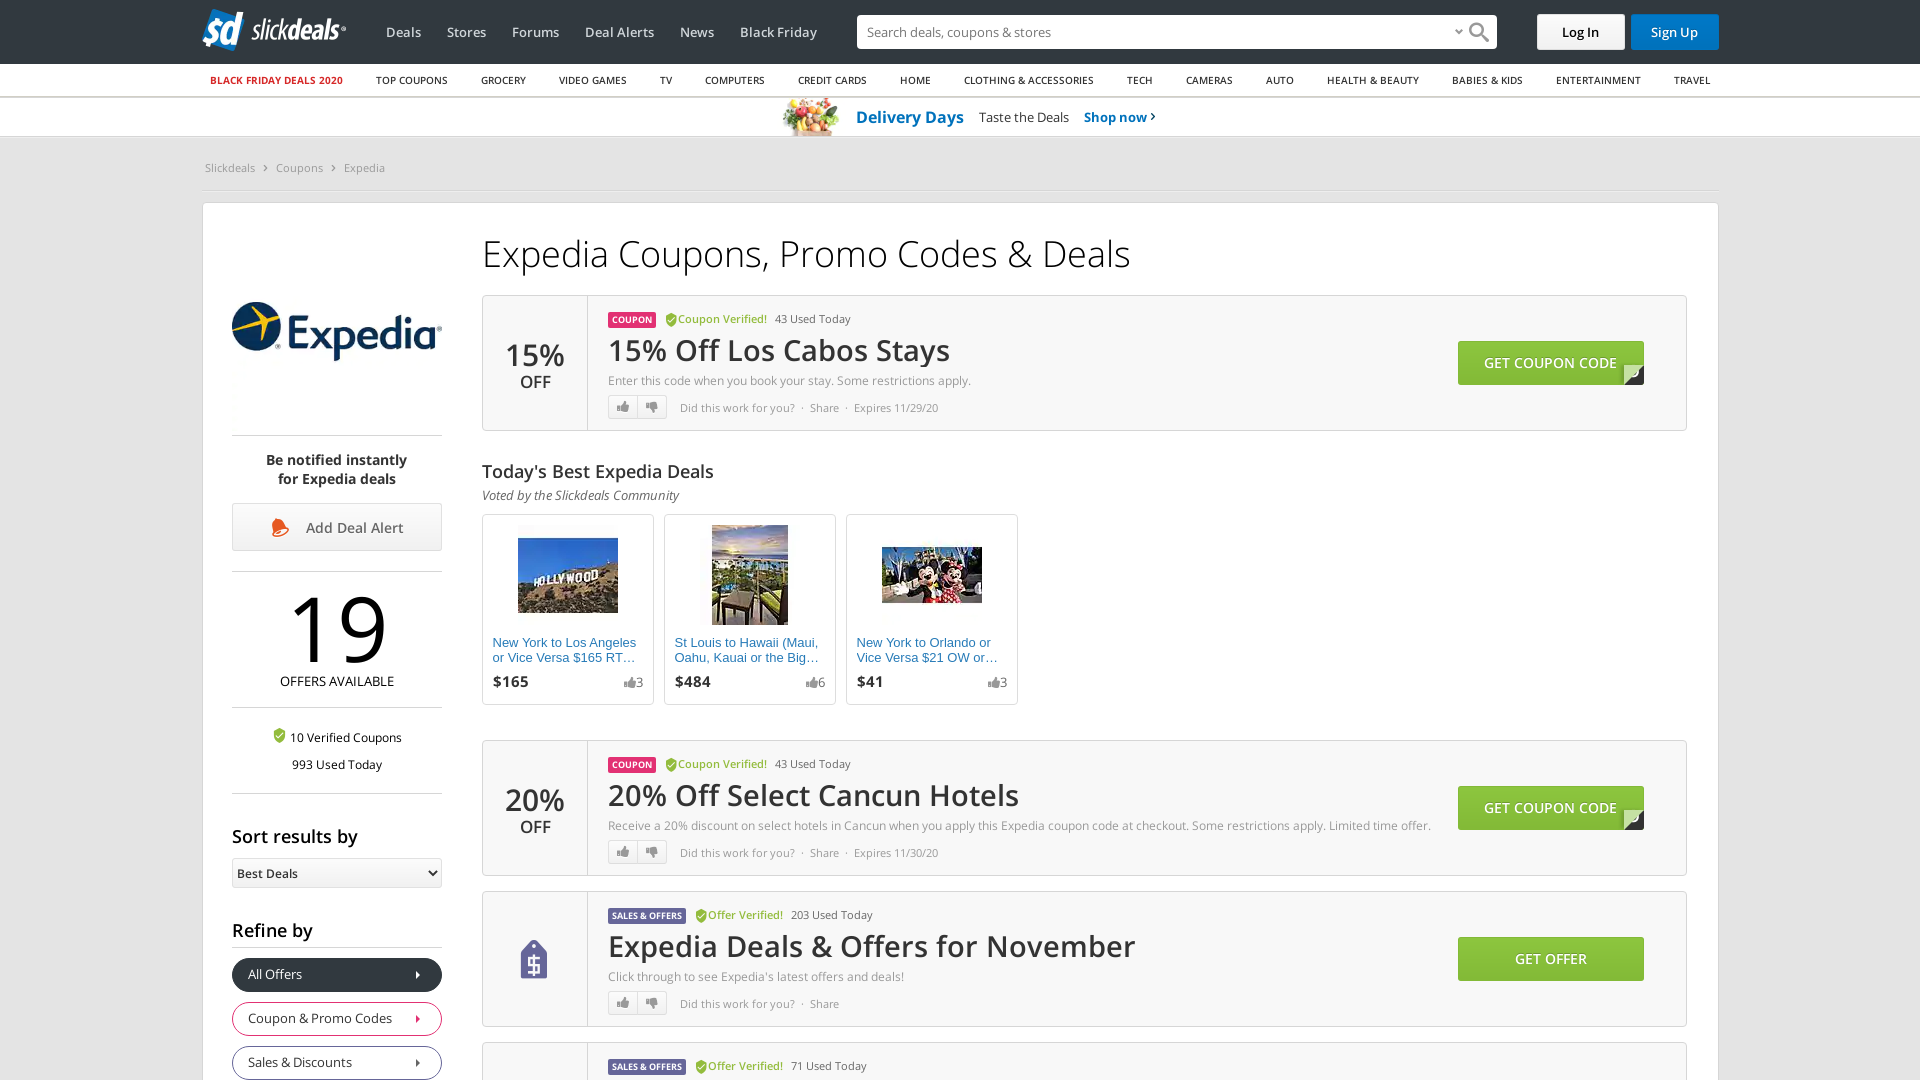 sd slickdeals
Deals
Stores
Forums
Deal Alerts
News
Black Friday
Search deals, coupons & stores
Log In
Sign Up
BLACK FRIDAY DEALS 2020
TOP COUPONS
GROCERY
VIDEO GAMES
TV
COMPUTERS
CREDIT CARDS
HOME
CLOTHING & ACCESSORIES
TECH
CAMERAS
AUTO
HEALTH & BEAUTY
BABIES & KIDS
ENTERTAINMENT
TRAVEL
Delivery Days Taste the Deals Shop now
Slickdeals
Coupons
Expedia
Expedia®
Be notified instantly
for Expedia deals
Add Deal Alert
19
OFFERS AVAILABLE
10 Verified Coupons
993 Used Today
Sort results by
Best Deals
Refine by
All Offers
Coupon & Promo Codes
Sales & Discounts
Expedia Coupons, Promo Codes & Deals
15%
OFF
COUPON Coupon Verified! 43 Used Today
15% Off Los Cabos Stays
Enter this code when you book your stay. Some restrictions apply.
Did this work for you? · Share · Expires 11/29/20
GET COUPON CODE
Today's Best Expedia Deals
Voted by the Slickdeals Community
HOLLYWOOD
New York to Los Angeles
or Vice Versa $165 RT…
$165
3
St Louis to Hawaii (Maui,
Oahu, Kauai or the Big…
$484
6
New York to Orlando or
Vice Versa $21 OW or…
$41
3
20%
OFF
COUPON Coupon Verified! 43 Used Today
20% Off Select Cancun Hotels
Receive a 20% discount on select hotels in Cancun when you apply this Expedia coupon code at checkout. Some restrictions apply. Limited time offer.
Did this work for you? · Share · Expires 11/30/20
GET COUPON CODE
$
SALES & OFFERS Offer Verified! 203 Used Today
Expedia Deals & Offers for November
Click through to see Expedia's latest offers and deals!
Did this work for you? · Share
GET OFFER
SALES & OFFERS Offer Verified! 71 Used Today